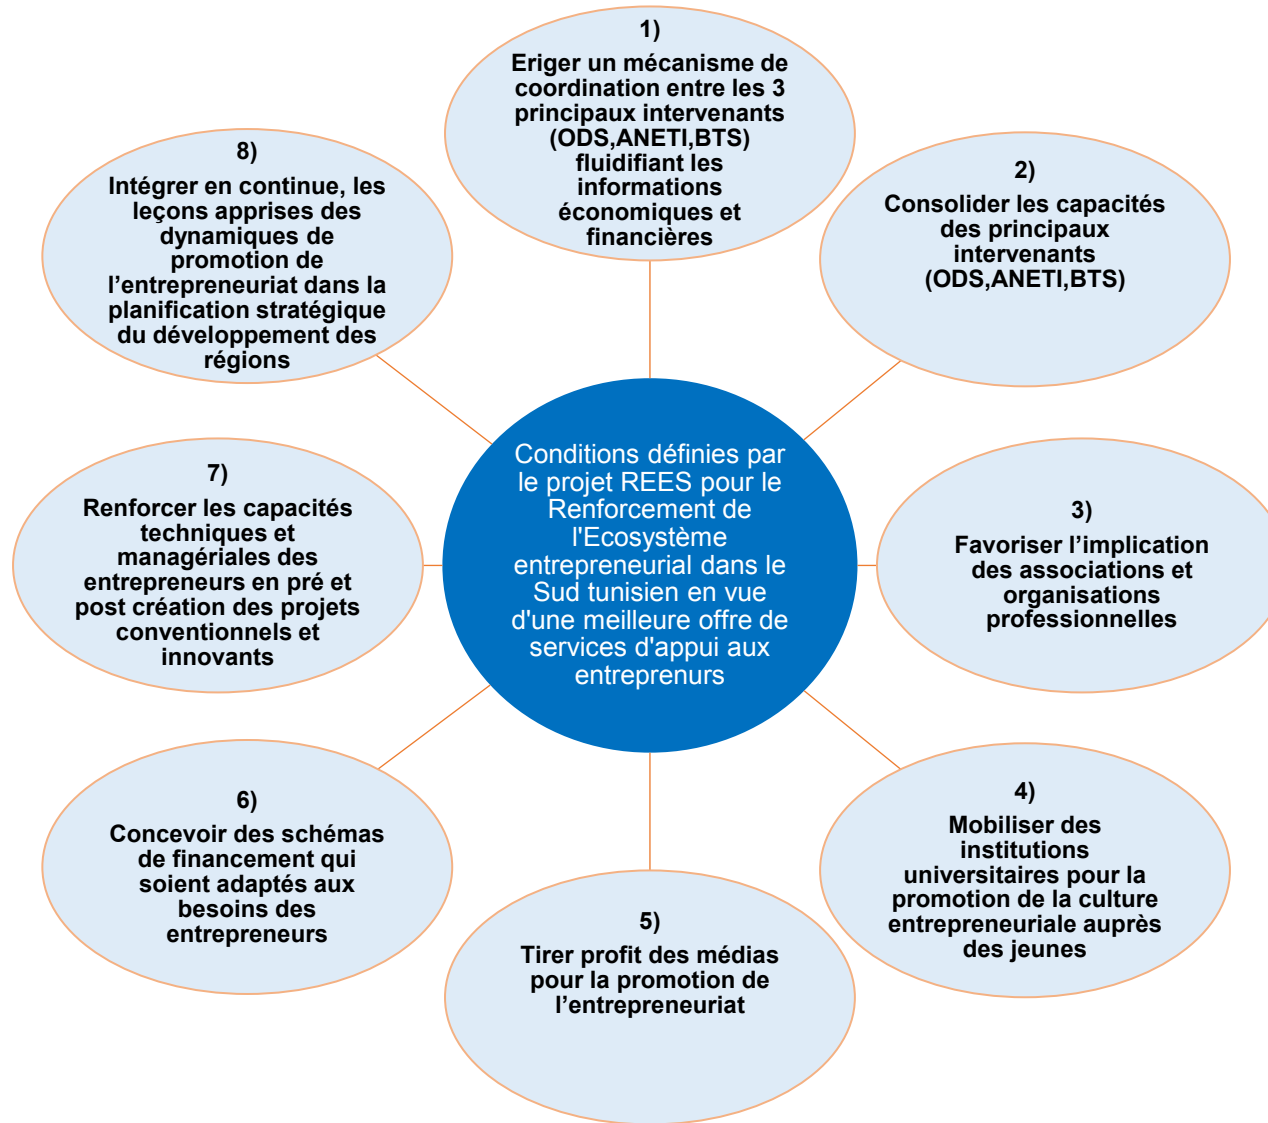 1)
Eriger un mécanisme de
coordination entre les 3
principaux intervenants
(ODS,ANETI,BTS)
fluidifiant les
informations
économiques et
financières
2)
Consolider les capacités
des principaux
intervenants
(ODS,ANETI,BTS)
3)
Favoriser l’implication
des associations et
organisations
professionnelles
4)
Mobiliser des
institutions
universitaires pour la
promotion de la culture
entrepreneuriale auprès
des jeunes
5)
Tirer profit des médias
pour la promotion de
l’entrepreneuriat
6)
Concevoir des schémas
de financement qui
soient adaptés aux
besoins des
entrepreneurs
7)
Renforcer les capacités
techniques et
managériales des
entrepreneurs en pré et
post création des projets
conventionnels et
innovants
8)
Intégrer en continue, les
leçons apprises des
dynamiques de
promotion de
l’entrepreneuriat dans la
planification stratégique
du développement des
régions
Conditions définies par
le projet REES pour le
Renforcement de
l'Ecosystème
entrepreneurial dans le
Sud tunisien en vue
d'une meilleure offre de
services d'appui aux
entreprenurs